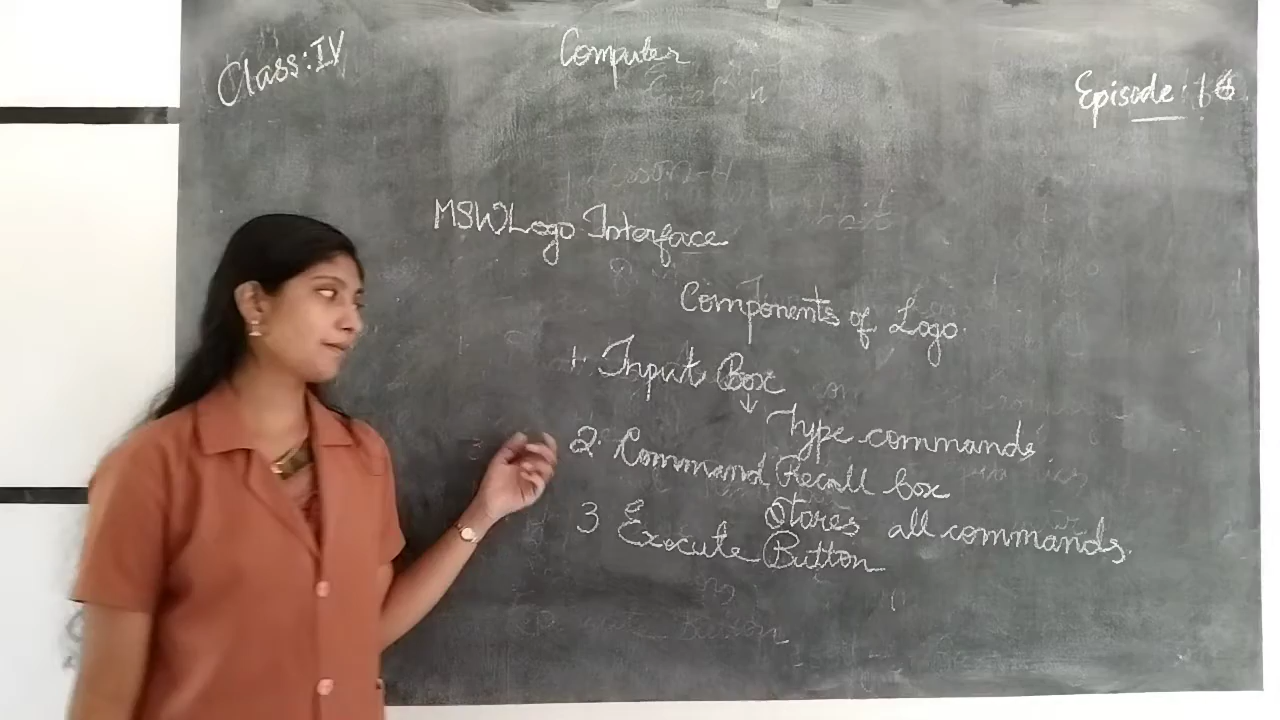 Class: IV
Computer
Episode: 16
MSWLogo Interface
Components of Logo.
1. Input Box
↓
Type commands
2. Command Recall box
Stores all commands.
3 Execute Button